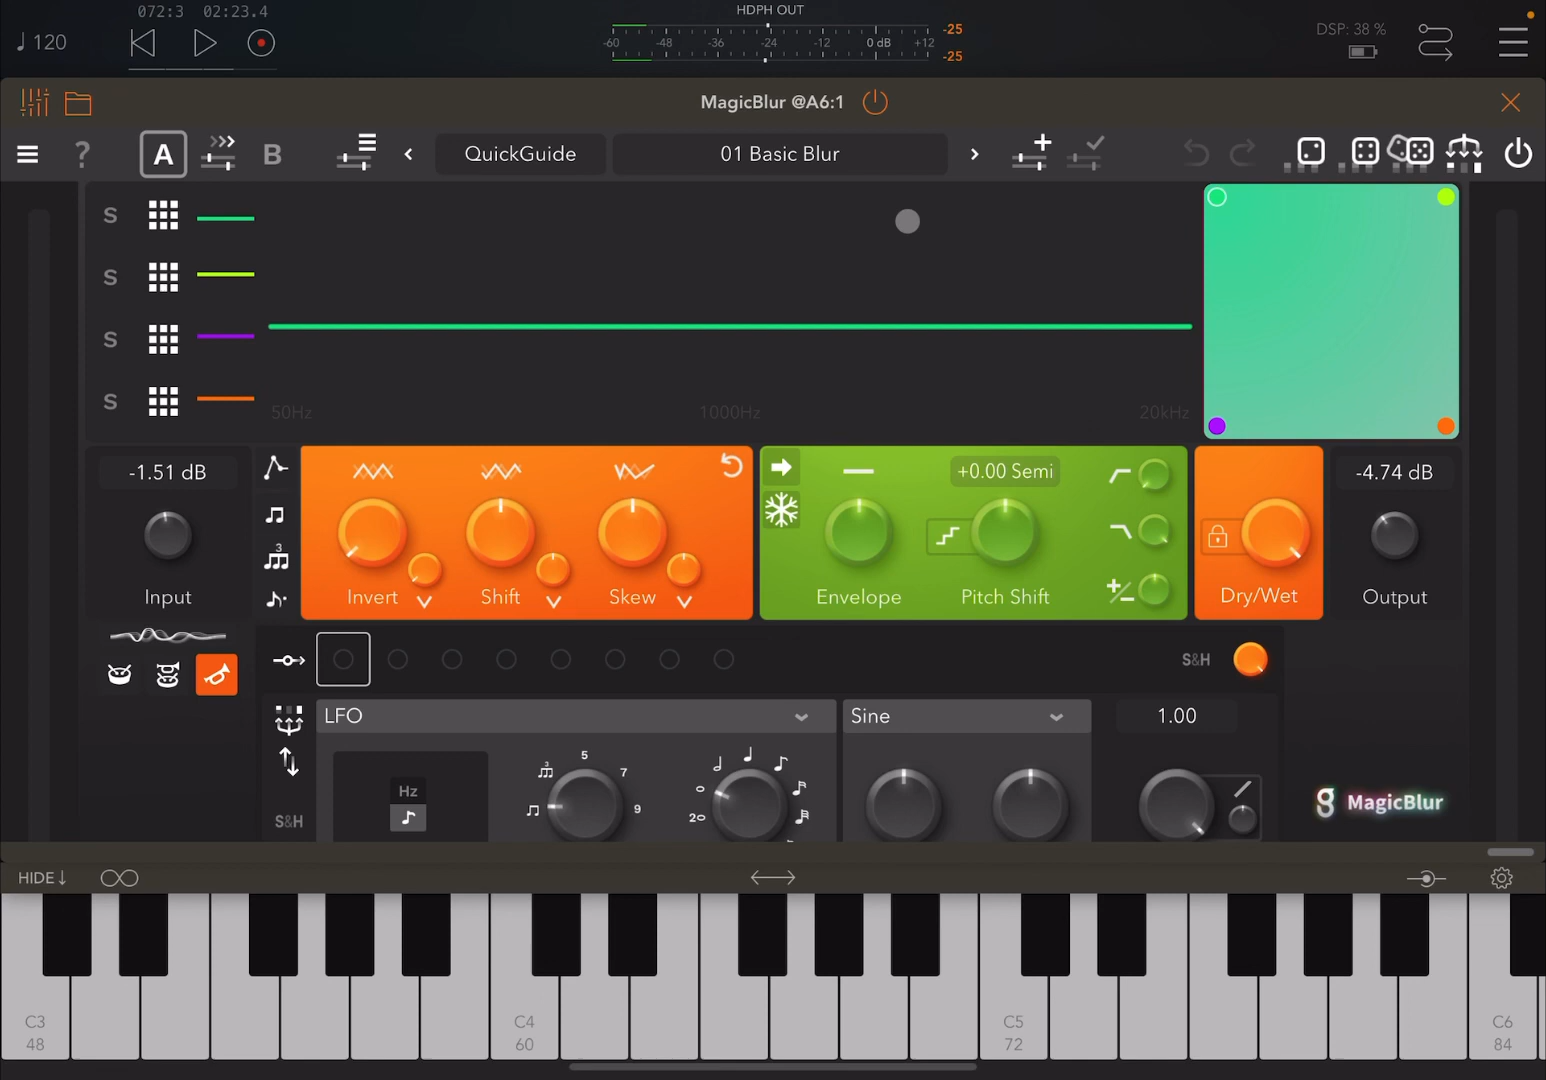 072:3 02:23.4
120
HDPH OUT
-60 -48 -36 -24 -12 0 dB +12
-25
-25
DSP: 38 %
MagicBlur @A6:1
? A B QuickGuide 01 Basic Blur
S
S
S
S
50Hz 1000Hz 20kHz
-1.51 dB
+0.00 Semi
-4.74 dB
3
Input Invert Shift Skew Envelope Pitch Shift Dry/Wet Output
S&H
LFO Sine 1.00
3 5 7 9
2
Hz
S&H
MagicBlur
HIDE↓
C3 C4 C5 C6
48 60 72 84